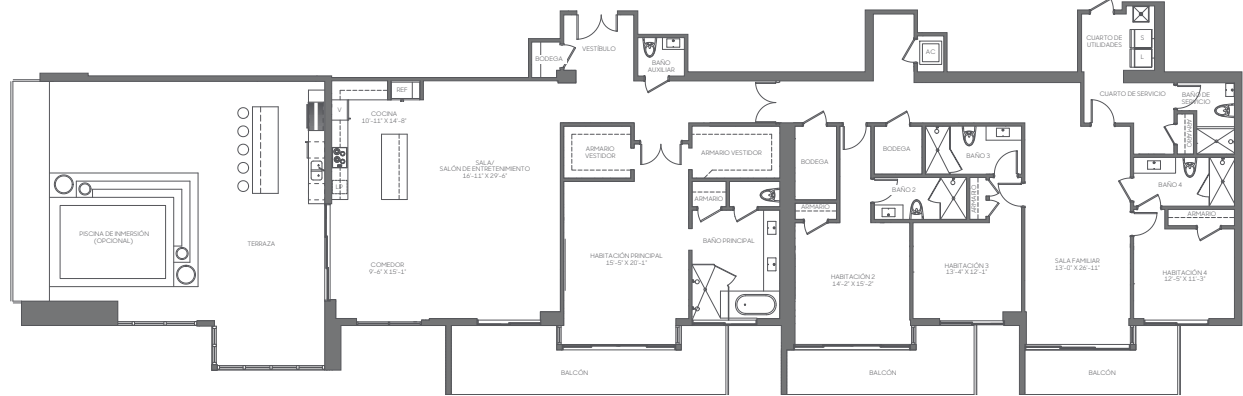 BODEGA
VESTÍBULO
BAÑO
AUXILIAR
AC
CUARTO DE
UTILIDADES
S
L
REF
V
COCINA
10'-11" X 14'-8"
LP
CUARTO DE SERVICIO
BAÑO DE
SERVICIO
ARMARIO
ARMARIO
VESTIDOR
ARMARIO VESTIDOR
BODEGA
BODEGA
BAÑO 3
SALA/
SALÓN DE ENTRETENIMIENTO
16'-11" X 29'-6"
ARMARIO
ARMARIO
BAÑO 2
ARMARIO
BAÑO 4
ARMARIO
PISCINA DE INMERSIÓN
(OPCIONAL)
TERRAZA
BAÑO PRINCIPAL
COMEDOR
9'-6" X 15'-1"
HABITACIÓN PRINCIPAL
15'-5" X 20'-1"
HABITACIÓN 2
14'-2" X 15'-2"
HABITACIÓN 3
13'-4" X 12'-1"
SALA FAMILIAR
13'-0" X 26'-11"
HABITACIÓN 4
12'-5" X 11'-3"
BALCÓN
BALCÓN
BALCÓN